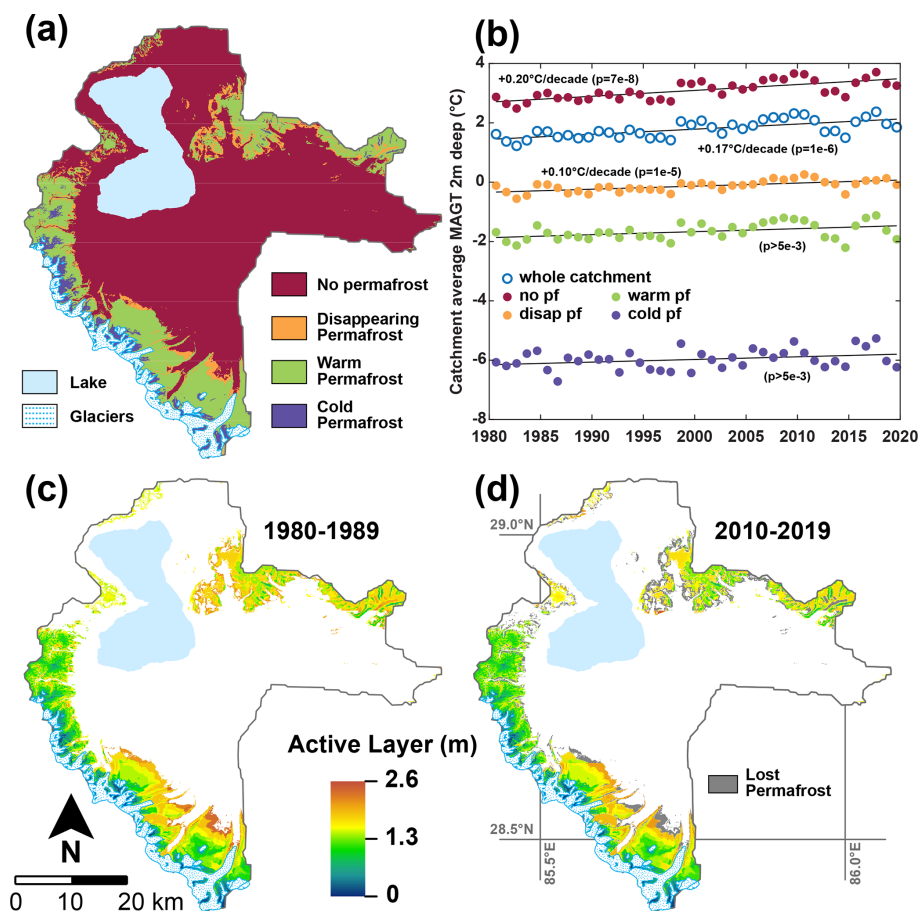 (a)
No permafrost
Disappearing
Permafrost
Warm
Permafrost
Cold
Permafrost
Lake
Glaciers
(b)
Catchment average MAGT 2m deep (°C)
4
2
0
-2
-4
-6
-8
+0.20°C/decade (p=7e-8)
+0.17°C/decade (p=1e-6)
+0.10°C/decade (p=1e-5)
(p>5e-3)
whole catchment
no pf
warm pf
disap pf
cold pf
(p>5e-3)
1980 1985 1990 1995 2000 2005 2010 2015 2020
(c)
1980-1989
Active Layer (m)
2.6
1.3
0
N
0 10 20 km
(d)
2010-2019
29.0°N
Lost
Permafrost
28.5°N
85.5°E
86.0°E